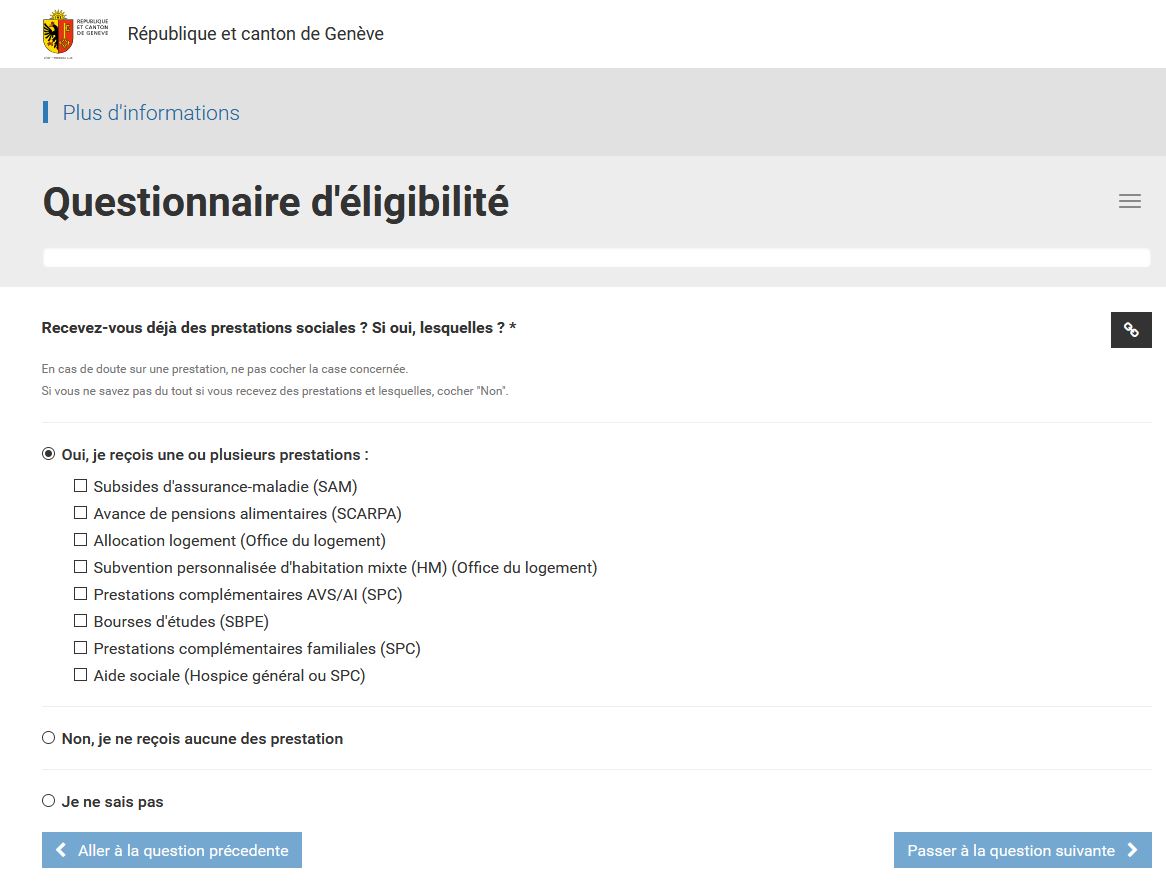 REPUBLIQUE
ET CANTON
DE GENEVE
République et canton de Genève
Plus d'informations
Questionnaire d'éligibilité
Recevez-vous déjà des prestations sociales ? Si oui, lesquelles ? *
En cas de doute sur une prestation, ne pas cocher la case concernée.
Si vous ne savez pas du tout si vous recevez des prestations et lesquelles, cocher "Non".
Oui, je reçois une ou plusieurs prestations :
Subsides d'assurance-maladie (SAM)
Avance de pensions alimentaires (SCARPA)
Allocation logement (Office du logement)
Subvention personnalisée d'habitation mixte (HM) (Office du logement)
Prestations complémentaires AVS/AI (SPC)
Bourses d'études (SBPE)
Prestations complémentaires familiales (SPC)
Aide sociale (Hospice général ou SPC)
Non, je ne reçois aucune des prestation
Je ne sais pas
Aller à la question précedente
Passer à la question suivante